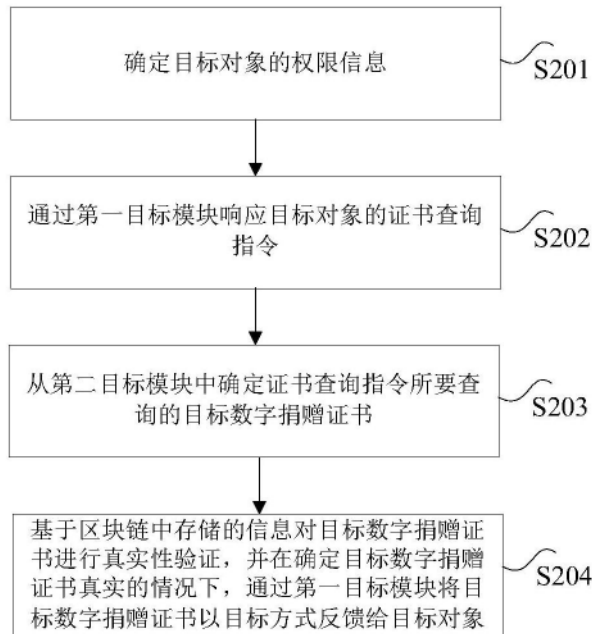 确定目标对象的权限信息
S201
通过第一目标模块响应目标对象的证书查询
指令
S202
从第二目标模块中确定证书查询指令所要查
询的目标数字捐赠证书
S203
基于区块链中存储的信息对目标数字捐赠证
书进行真实性验证，并在确定目标数字捐赠
证书真实的情况下，通过第一目标模块将目
标数字捐赠证书以目标方式反馈给目标对象
S204